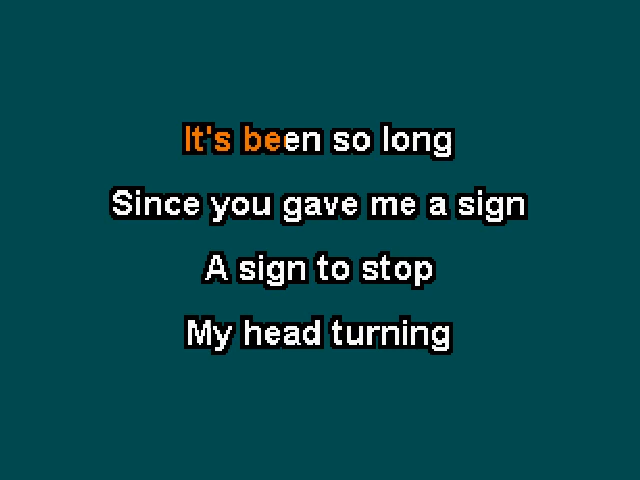 It's been so long
Since you gave me a sign
A sign to stop
My head turning